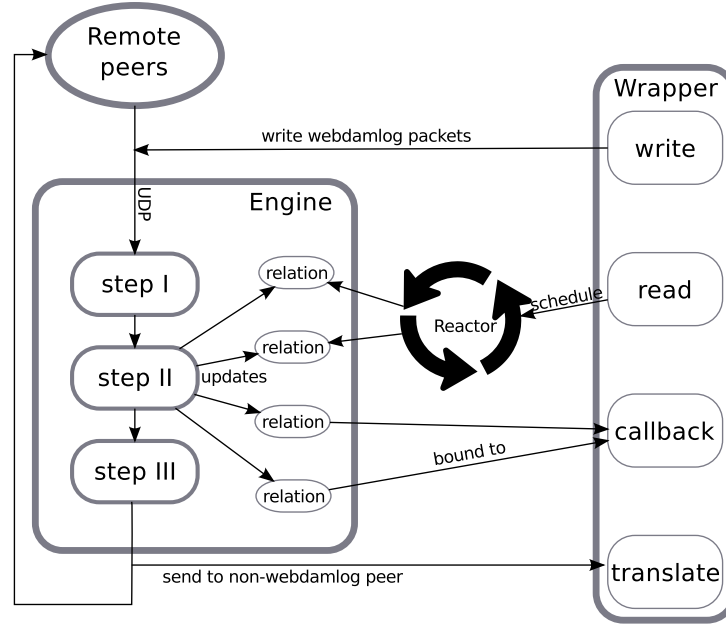 Remote
peers
Wrapper
write webdamlog packets
write
UDP
Engine
step I
relation
read
schedule
Reactor
relation
step II
updates
relation
callback
bound to
step III
relation
translate
send to non-webdamlog peer